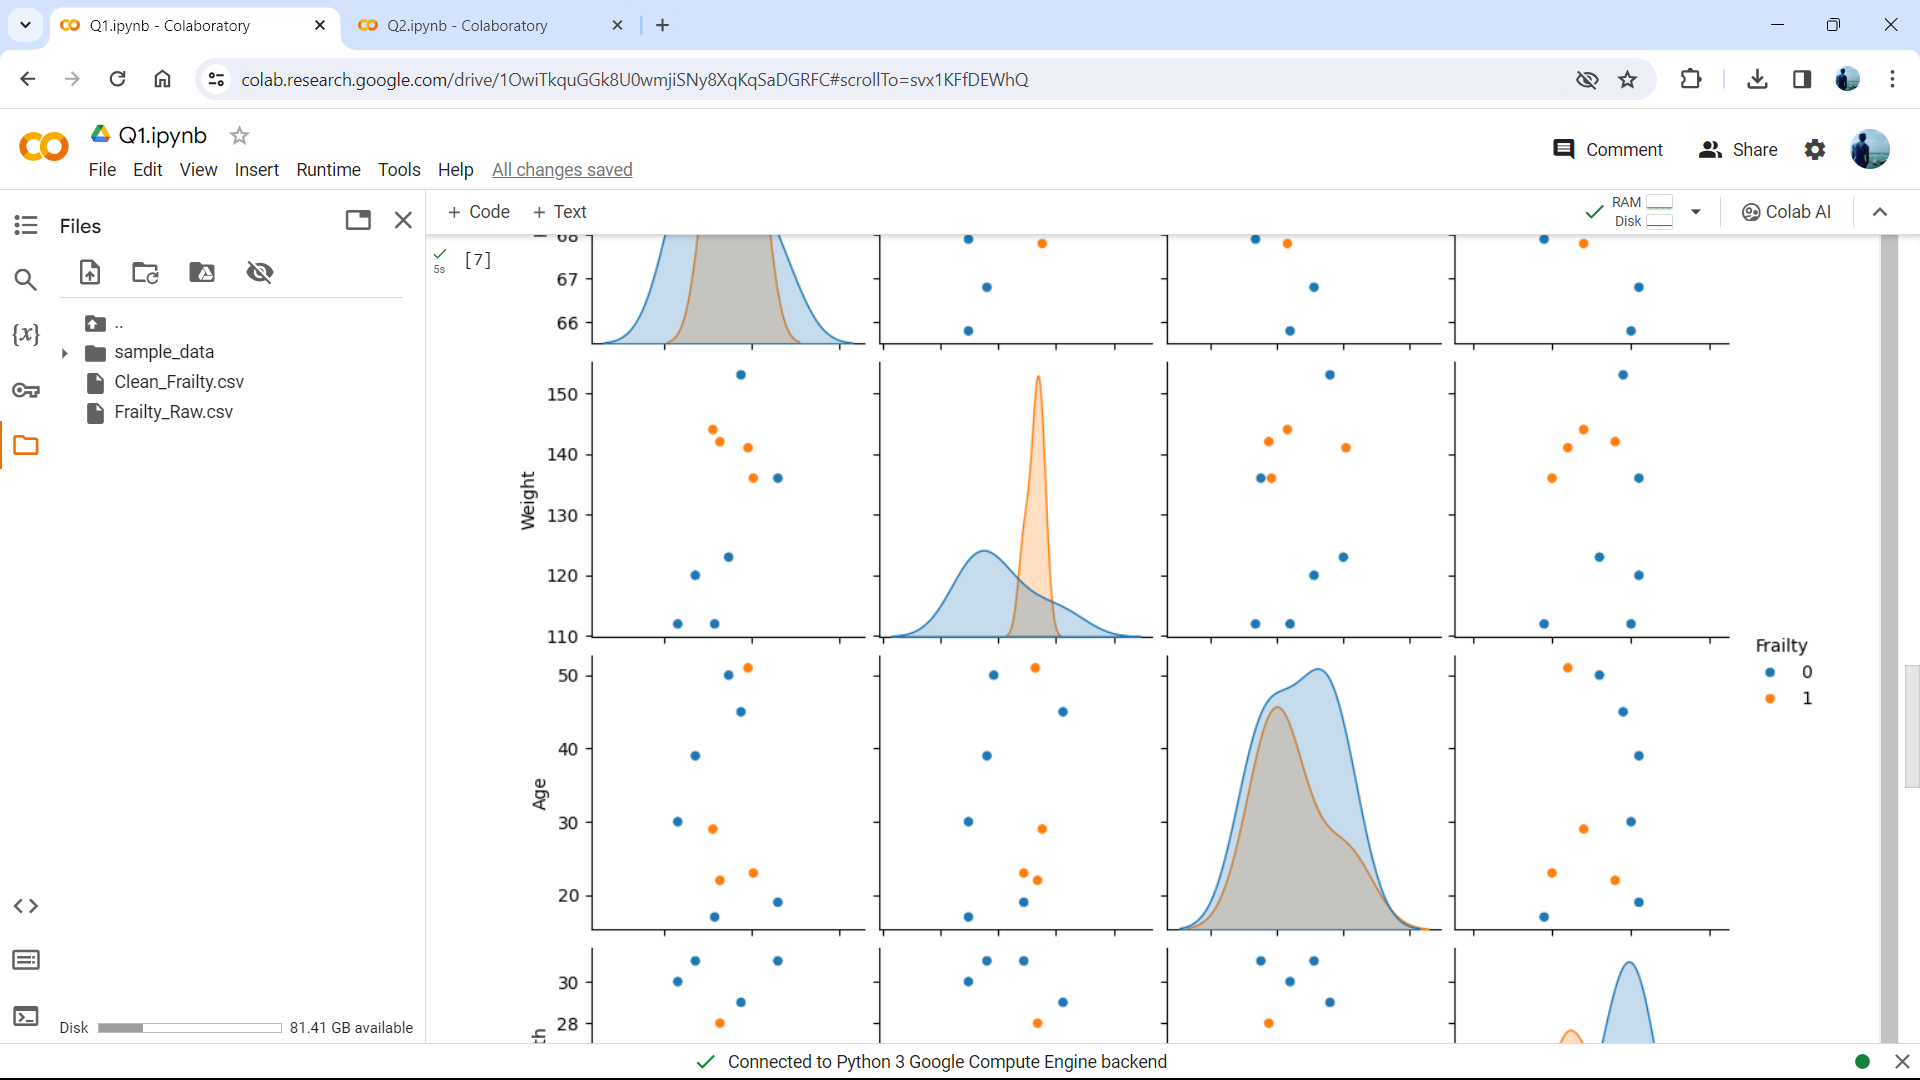 Q1.ipynb - Colaboratory
Q2.ipynb - Colaboratory
colab.research.google.com/drive/1OwiTkquGGk8U0wmjiSNy8XqKqSaDGRFC#scrollTo=svx1KFfDEWhQ
Q1.ipynb
File Edit View Insert Runtime Tools Help All changes saved
Comment
Share
Files
+ Code + Text
RAM
Disk
Colab AI
..
sample_data
Clean_Frailty.csv
Frailty_Raw.csv
{x}
5s
[7]
68
67
66
Weight
150
140
130
120
110
Age
50
40
30
20
30
28
th
Frailty
0
1
Disk 81.41 GB available
Connected to Python 3 Google Compute Engine backend